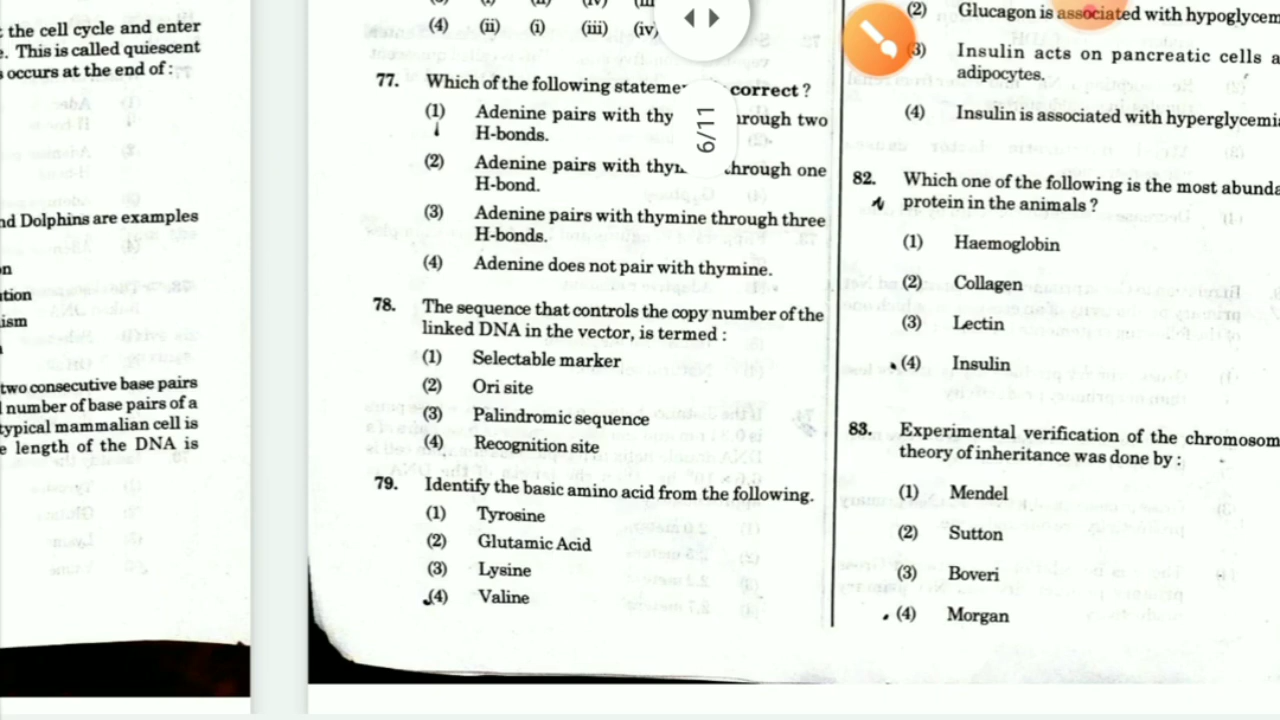 the cell cycle and enter
This is called quiescent
occurs at the end of :
nd Dolphins are examples
two consecutive base pairs
number of base pairs of a
typical mammalian cell is
length of the DNA is
(4) (ii) (i) (iii) (iv)
77. Which of the following correct ?
(1) Adenine pairs with two
H-bonds.
(2) Adenine pairs with one
H-bond.
(3) Adenine pairs with thymine through three
H-bonds.
(4) Adenine does not pair with thymine.
78. The sequence that controls the copy number of the
linked DNA in the vector, is termed :
(1) Selectable marker
(2) Ori site
(3) Palindromic sequence
(4) Recognition site
79. Identify the basic amino acid from the following.
(1) Tyrosine
(2) Glutamic Acid
(3) Lysine
(4) Valine
6/11
(2) Glucagon is associated with hypoglycem
(3) Insulin acts on pancreatic cells a
adipocytes.
(4) Insulin is associated with hyperglycemi
82. Which one of the following is the most abunda
protein in the animals ?
(1) Haemoglobin
(2) Collagen
(3) Lectin
(4) Insulin
83. Experimental verification of the chromosom
theory of inheritance was done by :
(1) Mendel
(2) Sutton
(3) Boveri
(4) Morgan